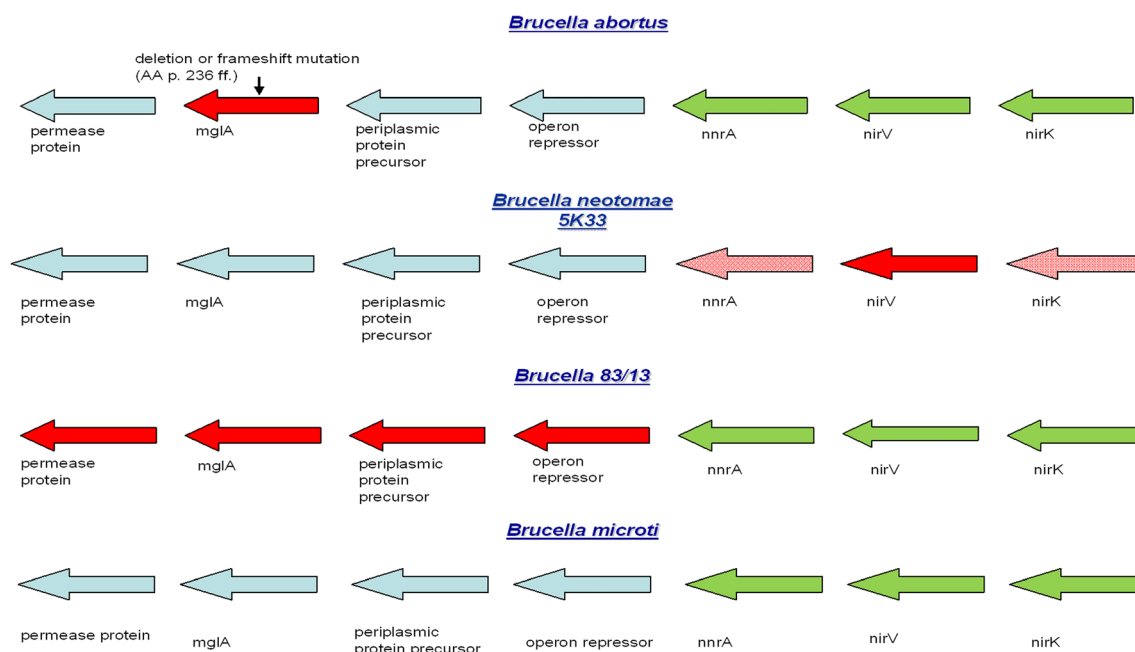 Brucella abortus
deletion or frameshift mutation
(AA p. 236 ff.)
permease
protein
mglA
periplasmic
protein
precursor
operon
repressor
nnrA
nirV
nirK
Brucella neotomae
5K33
permease
protein
mglA
periplasmic
protein
precursor
operon
repressor
nnrA
nirV
nirK
Brucella 83/13
permease
protein
mglA
periplasmic
protein
precursor
operon
repressor
nnrA
nirV
nirK
Brucella microti
permease protein
mglA
periplasmic
protein precursor
operon repressor
nnrA
nirV
nirK